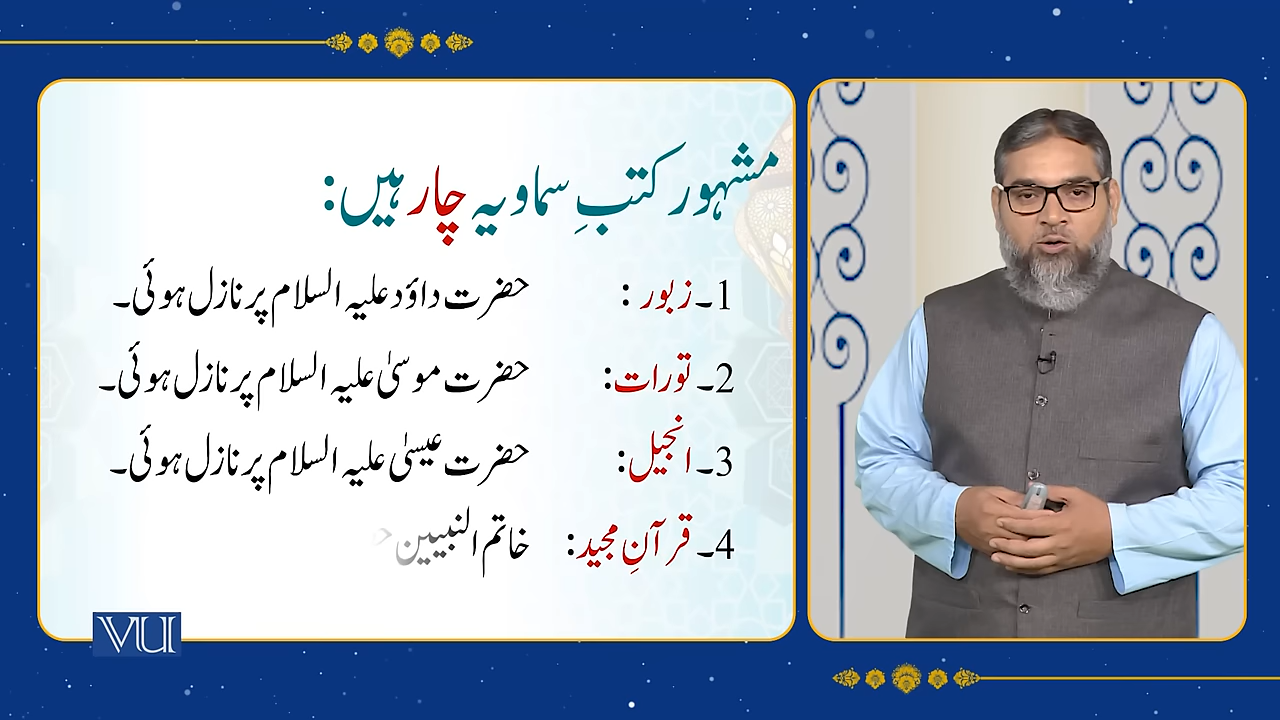 مشہور کتبِ سماویہ چار ہیں:
1۔ زبور : حضرت داؤد علیہ السلام پر نازل ہوئی۔
2۔ تورات: حضرت موسیٰ علیہ السلام پر نازل ہوئی۔
3۔ انجیل: حضرت عیسیٰ علیہ السلام پر نازل ہوئی۔
4۔ قرآنِ مجید: خاتم النبیین
VU